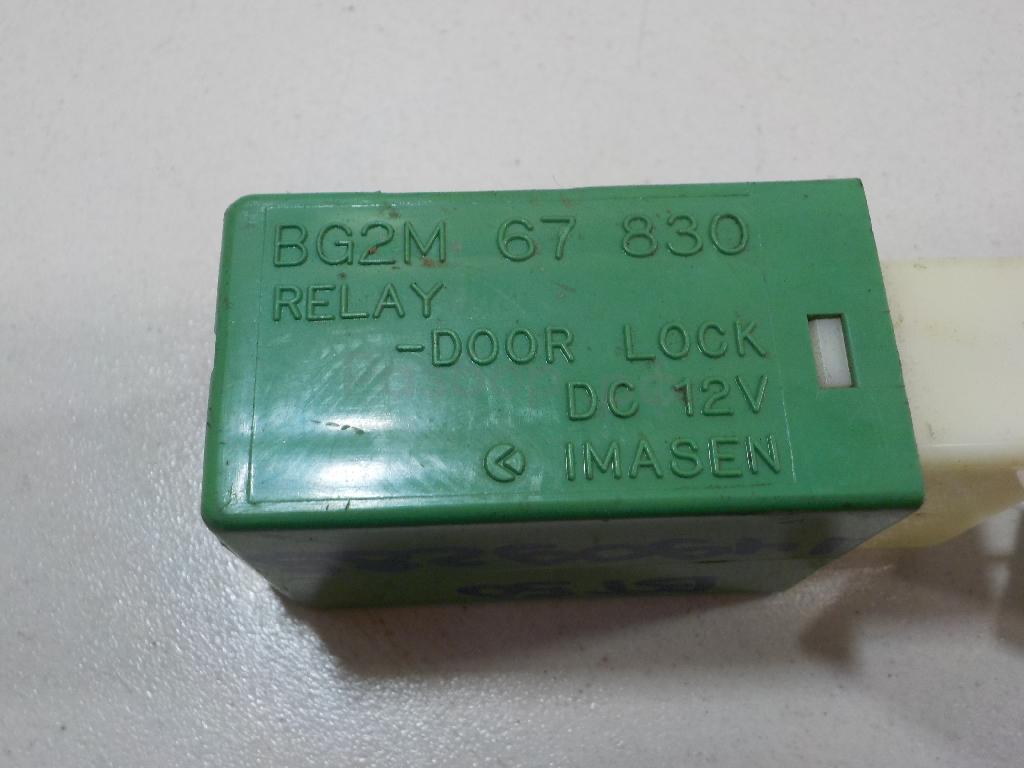 BG2M 67 830
RELAY
-DOOR LOCK
DC 12V
IMASEN